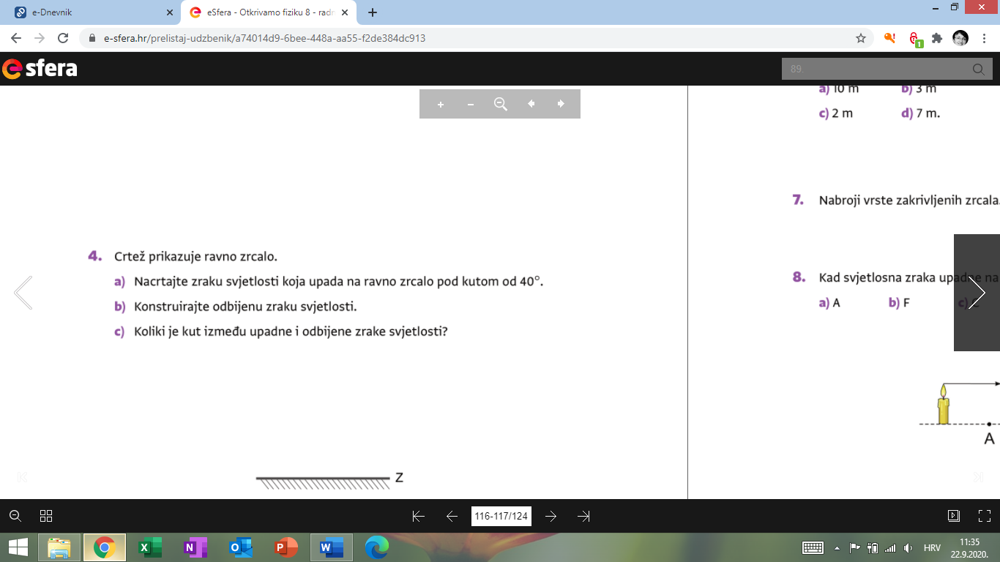 e-Dnevnik
eSfera - Otkrivamo fiziku 8 - radn
e-sfera.hr/prelistaj-udzbenik/a74014d9-6bee-448a-aa55-f2de384dc913
1
e sfera
89.
a) 10 m b) 3 m
c) 2 m d) 7 m.
4. Crtež prikazuje ravno zrcalo.
a) Nacrtajte zraku svjetlosti koja upada na ravno zrcalo pod kutom od 40°.
b) Konstruirajte odbijenu zraku svjetlosti.
c) Koliki je kut između upadne i odbijene zrake svjetlosti?
Z
7. Nabroji vrste zakrivljenih zrcala.
8. Kad svjetlosna zraka upadne na
a) A b) F c) C
A
116-117/124
HRV
11:35
22.9.2020.